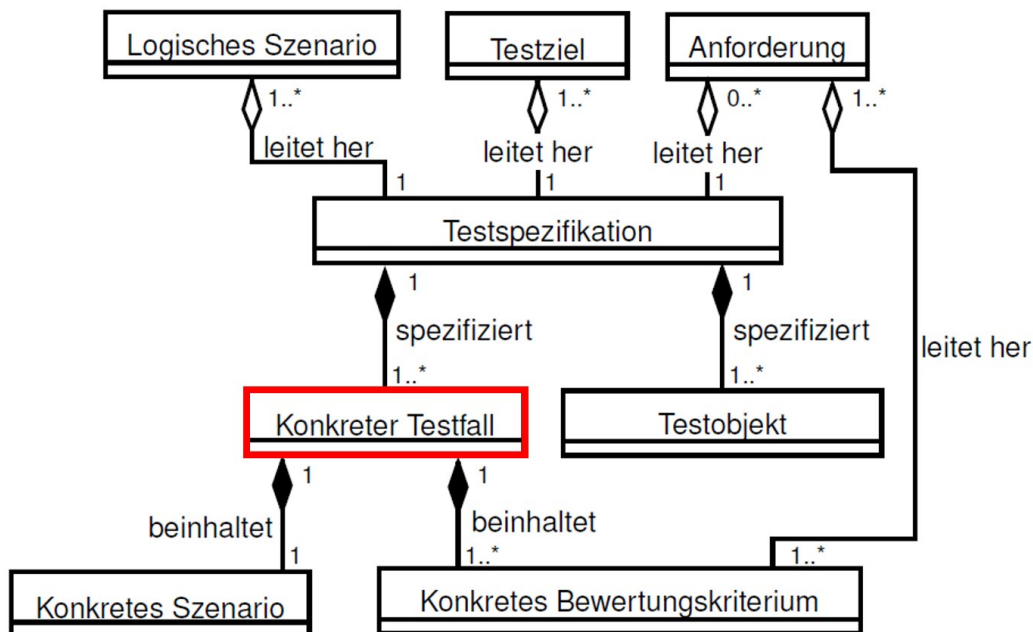 Logisches Szenario
Testziel
Anforderung
1..*
1..*
0..*
1..*
leitet her
leitet her
leitet her
1
1
1
Testspezifikation
1
1
spezifiziert
spezifiziert
leitet her
1..*
1..*
Konkreter Testfall
Testobjekt
1
1
beinhaltet
beinhaltet
1
1..*
1..*
Konkretes Szenario
Konkretes Bewertungskriterium